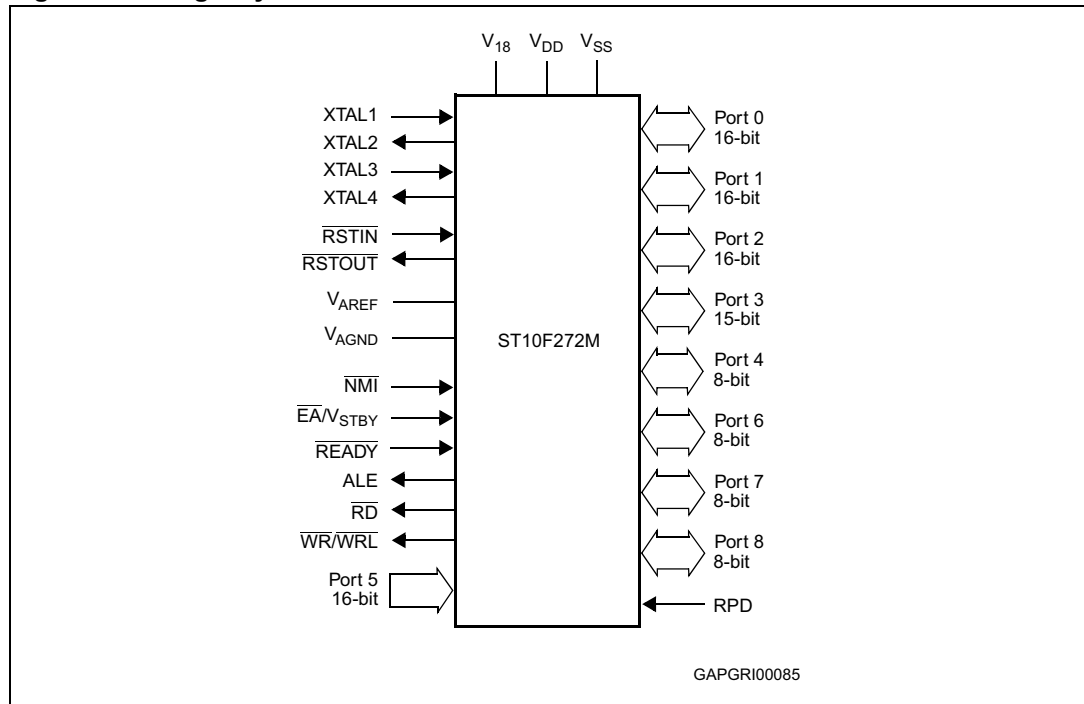 V18 VDD VSS
XTAL1
XTAL2
XTAL3
XTAL4
RSTIN
RSTOUT
VAREF
VAGND
NMI
EA/VSTBY
READY
ALE
RD
WR/WRL
Port 5
16-bit
ST10F272M
Port 0
16-bit
Port 1
16-bit
Port 2
16-bit
Port 3
15-bit
Port 4
8-bit
Port 6
8-bit
Port 7
8-bit
Port 8
8-bit
RPD
GAPGRI00085